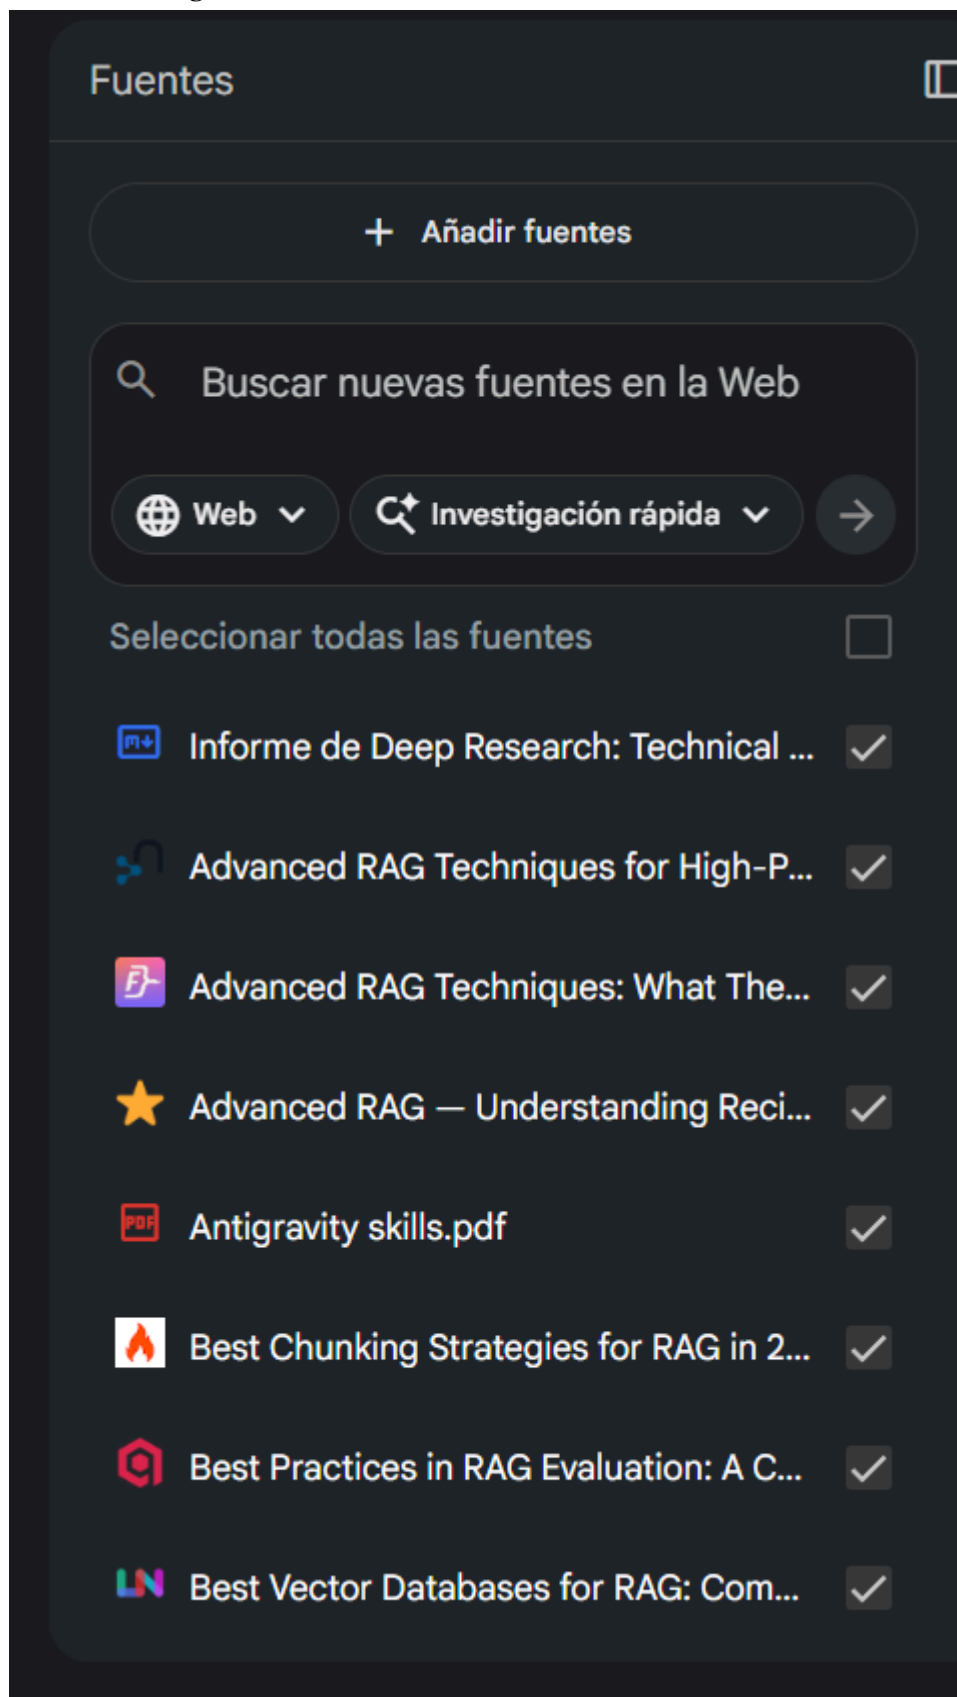 Fuentes
+ Añadir fuentes
Buscar nuevas fuentes en la Web
Web
Investigación rápida
Seleccionar todas las fuentes
Informe de Deep Research: Technical ...
Advanced RAG Techniques for High-P...
Advanced RAG Techniques: What The...
Advanced RAG — Understanding Reci...
PDF
Antigravity skills.pdf
Best Chunking Strategies for RAG in 2...
Best Practices in RAG Evaluation: A C...
LN
Best Vector Databases for RAG: Com...